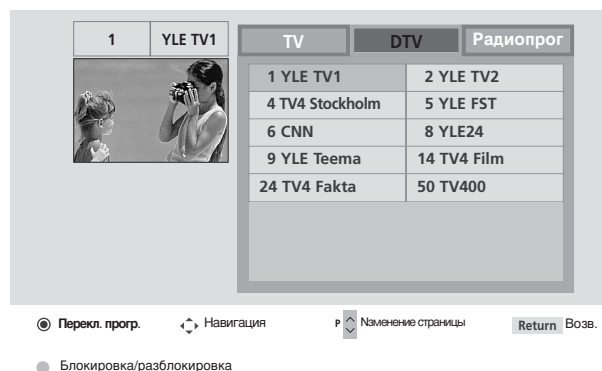 1 YLE TV1
TV DTV Радиопрог
1 YLE TV1 2 YLE TV2
4 TV4 Stockholm 5 YLE FST
6 CNN 8 YLE24
9 YLE Teema 14 TV4 Film
24 TV4 Fakta 50 TV400
Перекл. прогр. Навигация P Nзменение страницы Return Возв.
Блокировка/разблокировка